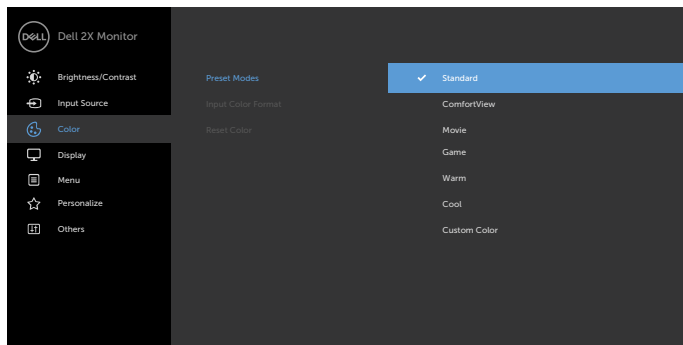 DELL Dell 2X Monitor
Brightness/Contrast
Input Source
Color
Display
Menu
Personalize
Others
Preset Modes
Input Color Format
Reset Color
Standard
ComfortView
Movie
Game
Warm
Cool
Custom Color